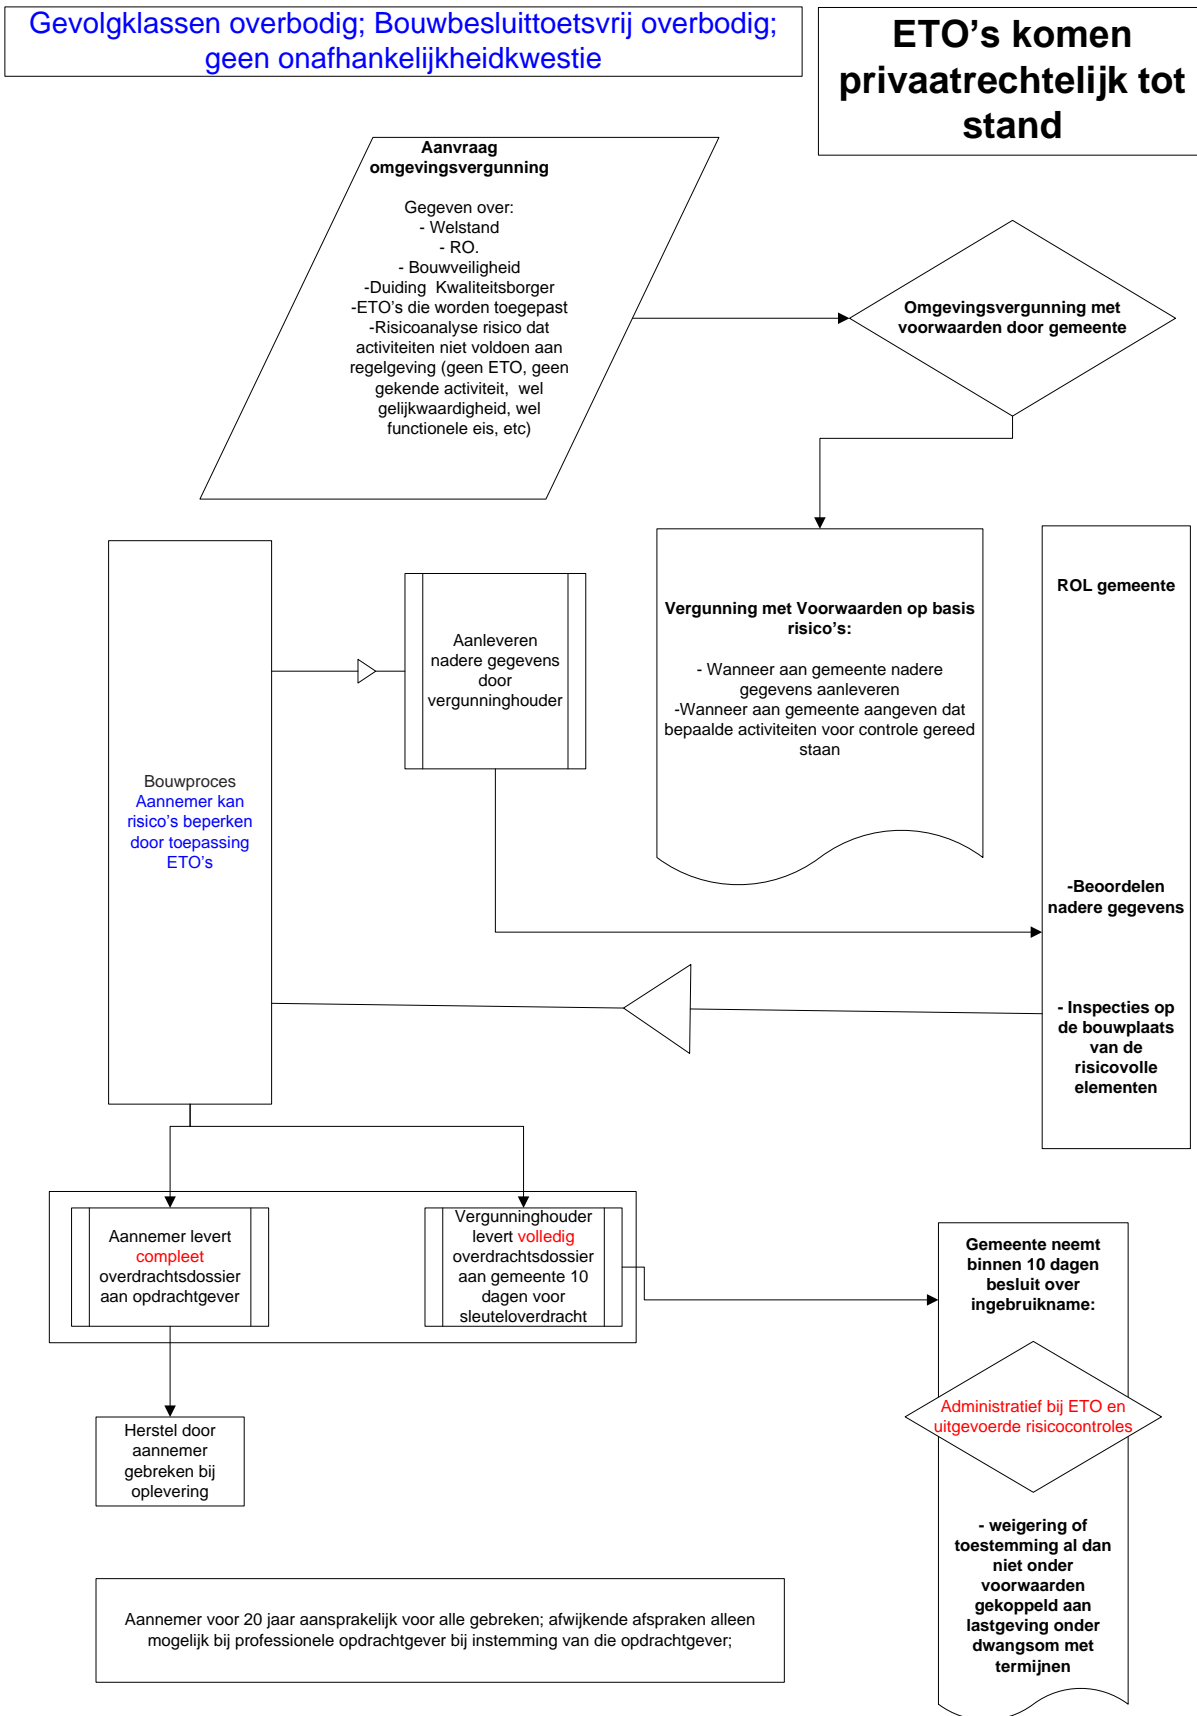 Gevolgklassen overbodig; Bouwbesluittoetsvrij overbodig;
geen onafhankelijkheidkwestie
ETO's komen
privaatrechtelijk tot
stand
Aanvraag
omgevingsvergunning
Gegeven over:
- Welstand
- RO.
- Bouwveiligheid
-Duiding Kwaliteitsborger
-ETO's die worden toegepast
-Risicoanalyse risico dat
activiteiten niet voldoen aan
regelgeving (geen ETO, geen
gekende activiteit, wel
gelijkwaardigheid, wel
functionele eis, etc)
Omgevingsvergunning met
voorwaarden door gemeente
Vergunning met Voorwaarden op basis
risico's:
- Wanneer aan gemeente nadere
gegevens aanleveren
-Wanneer aan gemeente aangeven dat
bepaalde activiteiten voor controle gereed
staan
ROL gemeente
-Beoordelen
nadere gegevens
- Inspecties op
de bouwplaats
van de
risicovolle
elementen
Aanleveren
nadere gegevens
door
vergunninghouder
Bouwproces
Aannemer kan
risico's beperken
door toepassing
ETO's
Aannemer levert
compleet
overdrachtsdossier
aan opdrachtgever
Vergunninghouder
levert volledig
overdrachtsdossier
aan gemeente 10
dagen voor
sleuteloverdracht
Gemeente neemt
binnen 10 dagen
besluit over
ingebruikname:
Administratief bij ETO en
uitgevoerde risicocontroles
- weigering of
toestemming al dan
niet onder
voorwaarden
gekoppeld aan
lastgeving onder
dwangsom met
termijnen
Herstel door
aannemer
gebreken bij
oplevering
Aannemer voor 20 jaar aansprakelijk voor alle gebreken; afwijkende afspraken alleen
mogelijk bij professionele opdrachtgever bij instemming van die opdrachtgever;